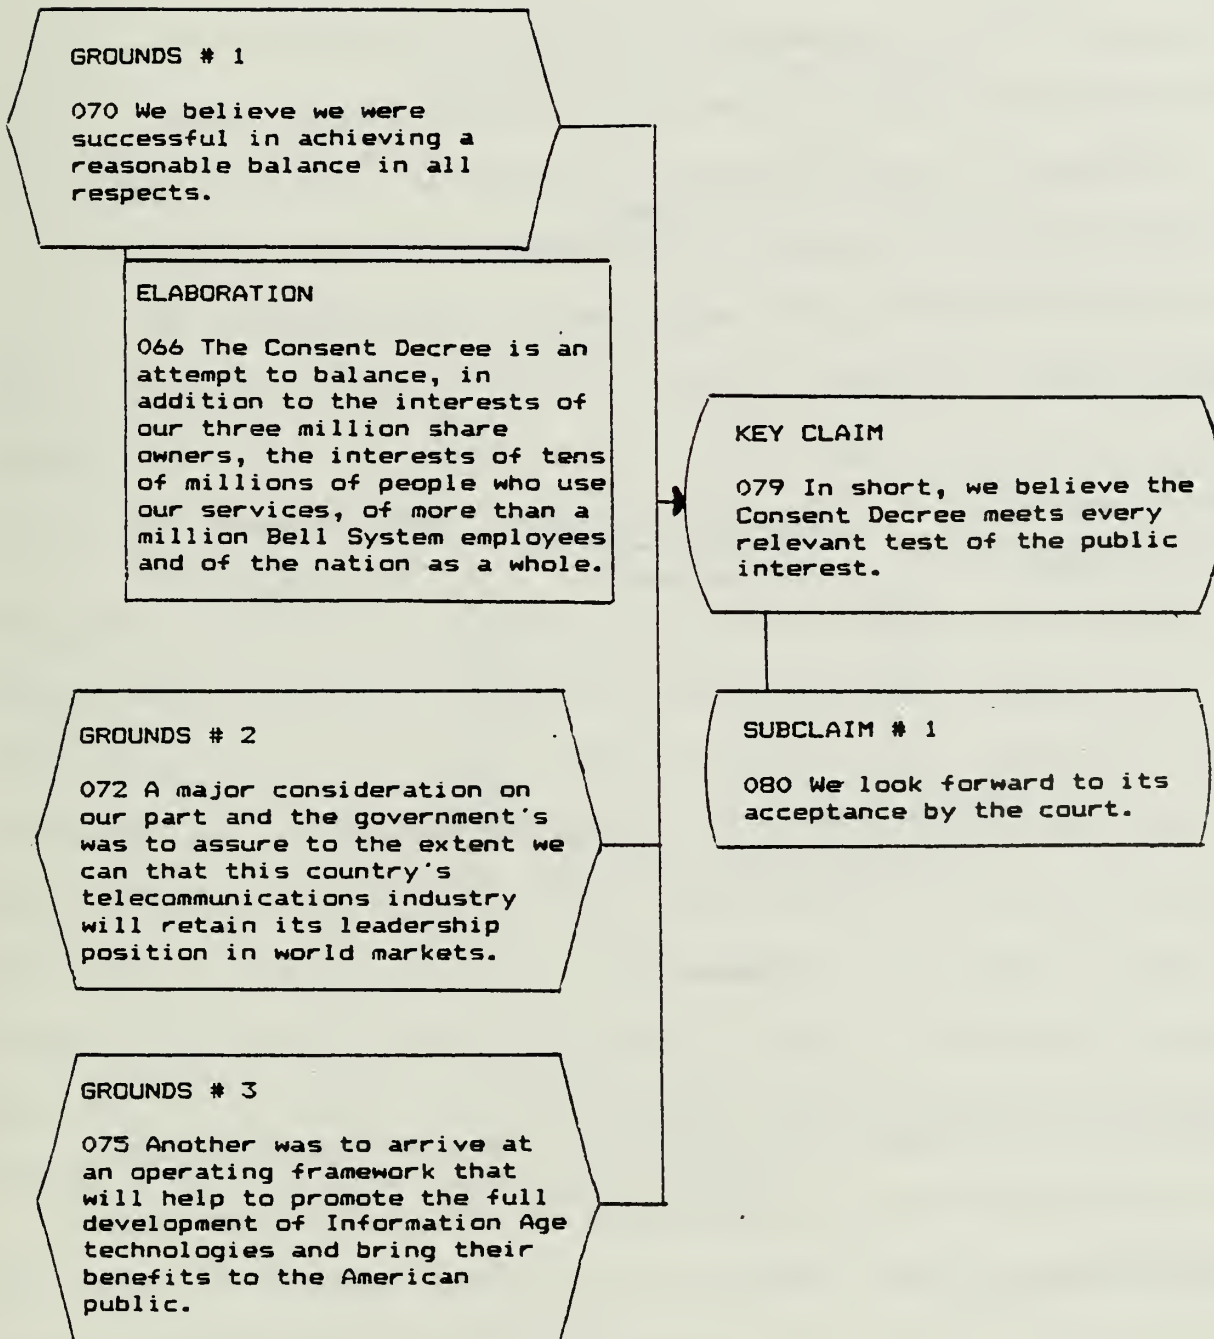 GROUNDS # 1
070 We believe we were
successful in achieving a
reasonable balance in all
respects.
ELABORATION
066 The Consent Decree is an
attempt to balance, in
addition to the interests of
our three million share
owners, the interests of tens
of millions of people who use
our services, of more than a
million Bell System employees
and of the nation as a whole.
GROUNDS # 2
072 A major consideration on
our part and the government's
was to assure to the extent we
can that this country's
telecommunications industry
will retain its leadership
position in world markets.
GROUNDS # 3
075 Another was to arrive at
an operating framework that
will help to promote the full
development of Information Age
technologies and bring their
benefits to the American
public.
KEY CLAIM
079 In short, we believe the
Consent Decree meets every
relevant test of the public
interest.
SUBCLAIM # 1
080 We look forward to its
acceptance by the court.